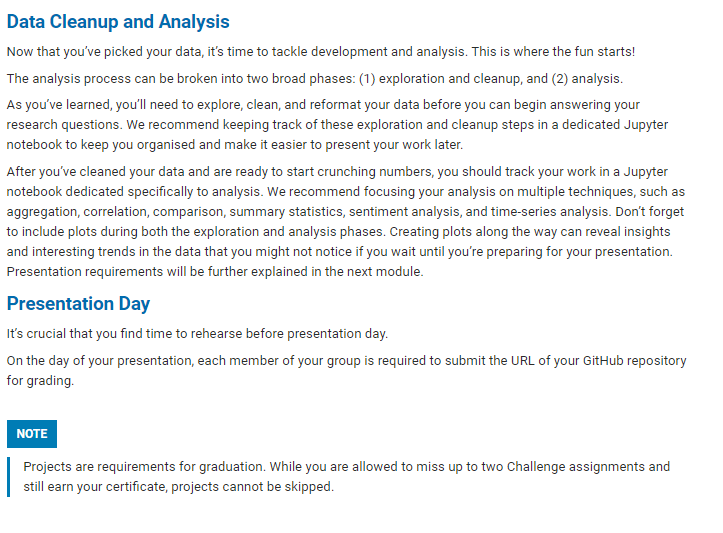 Data Cleanup and Analysis
Now that you’ve picked your data, it’s time to tackle development and analysis. This is where the fun starts!
The analysis process can be broken into two broad phases: (1) exploration and cleanup, and (2) analysis.
As you’ve learned, you’ll need to explore, clean, and reformat your data before you can begin answering your
research questions. We recommend keeping track of these exploration and cleanup steps in a dedicated Jupyter
notebook to keep you organised and make it easier to present your work later.
After you’ve cleaned your data and are ready to start crunching numbers, you should track your work in a Jupyter
notebook dedicated specifically to analysis. We recommend focusing your analysis on multiple techniques, such as
aggregation, correlation, comparison, summary statistics, sentiment analysis, and time-series analysis. Don’t forget
to include plots during both the exploration and analysis phases. Creating plots along the way can reveal insights
and interesting trends in the data that you might not notice if you wait until you’re preparing for your presentation.
Presentation requirements will be further explained in the next module.
Presentation Day
It’s crucial that you find time to rehearse before presentation day.
On the day of your presentation, each member of your group is required to submit the URL of your GitHub repository
for grading.
NOTE
Projects are requirements for graduation. While you are allowed to miss up to two Challenge assignments and
still earn your certificate, projects cannot be skipped.